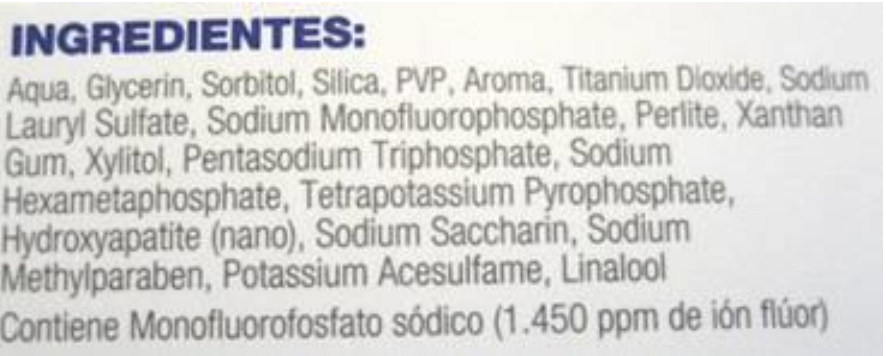 INGREDIENTES:
Aqua, Glycerin, Sorbitol, Silica, PVP, Aroma, Titanium Dioxide, Sodium
Lauryl Sulfate, Sodium Monofluorophosphate, Perlite, Xanthan
Gum, Xylitol, Pentasodium Triphosphate, Sodium
Hexametaphosphate, Tetrapotassium Pyrophosphate,
Hydroxyapatite (nano), Sodium Saccharin, Sodium
Methylparaben, Potassium Acesulfame, Linalool
Contiene Monofluorofosfato sódico (1.450 ppm de ión flúor)